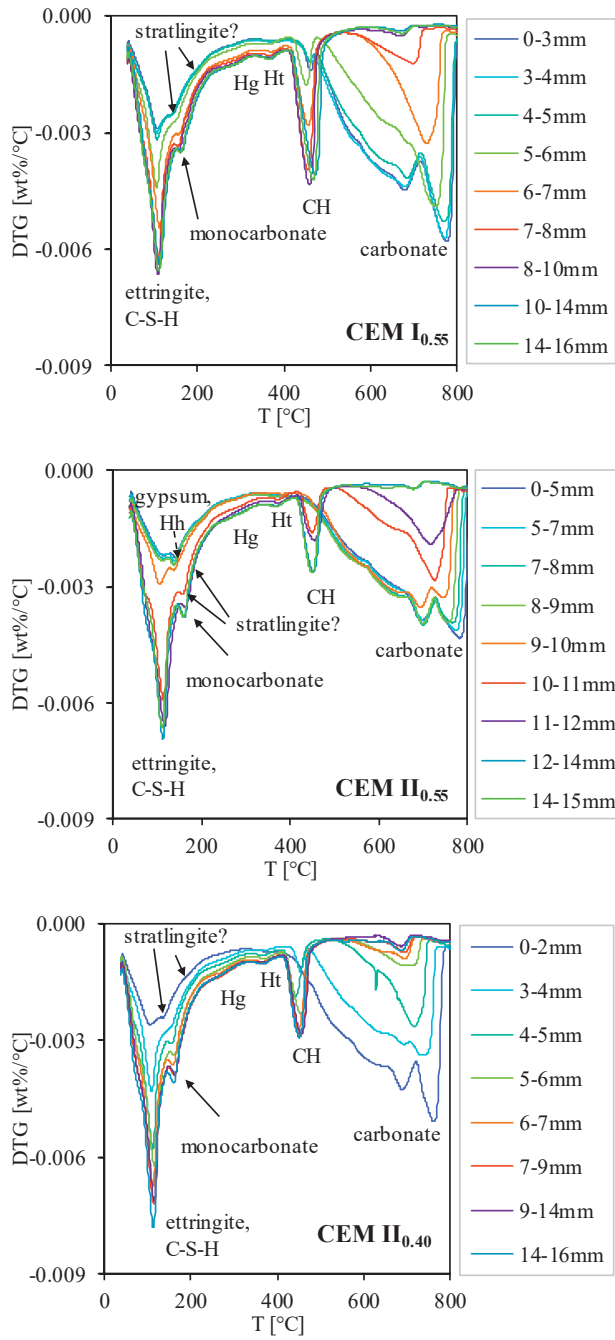 0.000
-0.003
-0.006
-0.009
DTG [wt%/°C]
stratlingite?
Hg
Ht
CH
monocarbonate
carbonate
ettringite,
C-S-H
CEM I0.55
0
200
400
600
800
T [°C]
0-3mm
3-4mm
4-5mm
5-6mm
6-7mm
7-8mm
8-10mm
10-14mm
14-16mm
0.000
-0.003
-0.006
-0.009
DTG [wt%/°C]
gypsum,
Hh
Hg
Ht
CH
stratlingite?
carbonate
monocarbonate
ettringite,
C-S-H
CEM II0.55
0
200
400
600
800
T [°C]
0-5mm
5-7mm
7-8mm
8-9mm
9-10mm
10-11mm
11-12mm
12-14mm
14-15mm
0.000
-0.003
-0.006
-0.009
DTG [wt%/°C]
stratlingite?
Hg
Ht
CH
monocarbonate
carbonate
ettringite,
C-S-H
CEM II0.40
0
200
400
600
800
T [°C]
0-2mm
3-4mm
4-5mm
5-6mm
6-7mm
7-9mm
9-14mm
14-16mm